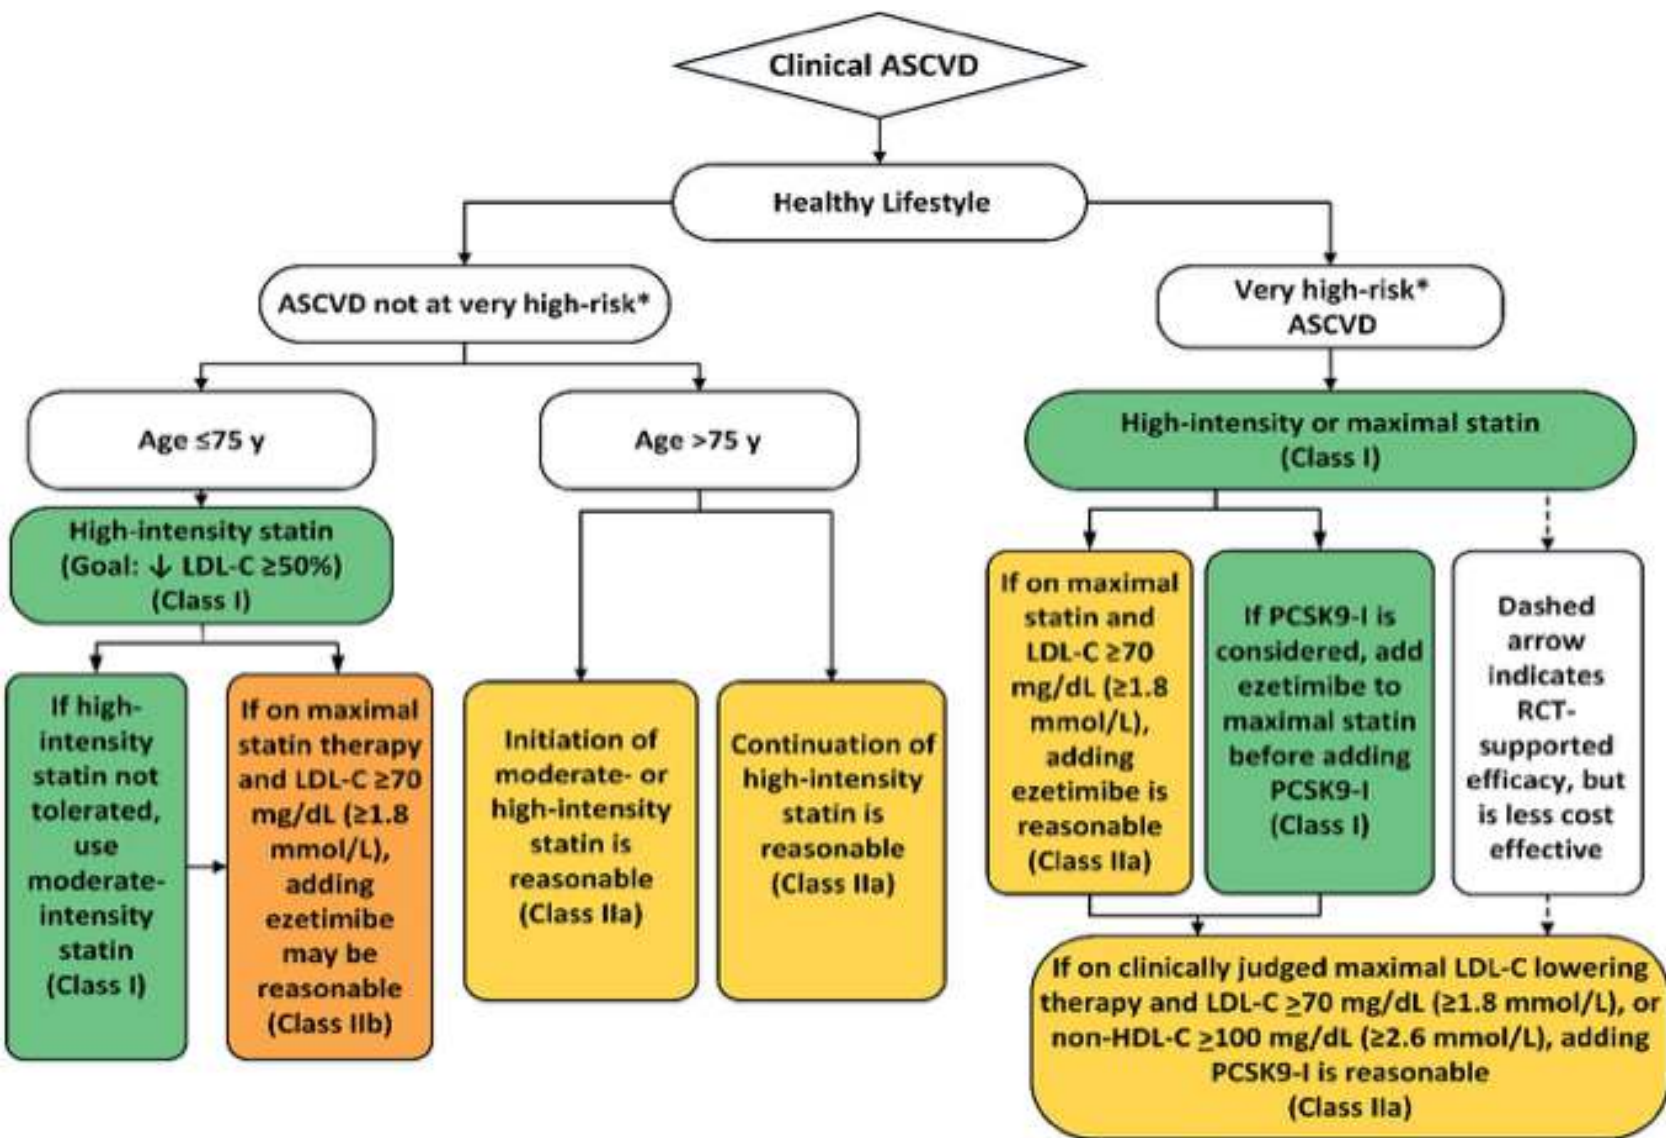 Clinical ASCVD
Healthy Lifestyle
ASCVD not at very high-risk*
Very high-risk*
ASCVD
Age ≤75 y
Age >75 y
High-intensity or maximal statin
(Class I)
High-intensity statin
(Goal: ↓ LDL-C ≥50%)
(Class I)
If high-
intensity
statin not
tolerated,
use
moderate-
intensity
statin
(Class I)
If on maximal
statin therapy
and LDL-C ≥70
mg/dL (≥1.8
mmol/L),
adding
ezetimibe
may be
reasonable
(Class IIb)
Initiation of
moderate- or
high-intensity
statin is
reasonable
(Class IIa)
Continuation of
high-intensity
statin is
reasonable
(Class IIa)
If on maximal
statin and
LDL-C ≥70
mg/dL (≥1.8
mmol/L),
adding
ezetimibe is
reasonable
(Class IIa)
If PCSK9-I is
considered, add
ezetimibe to
maximal statin
before adding
PCSK9-I
(Class I)
Dashed
arrow
indicates
RCT-
supported
efficacy, but
is less cost
effective
If on clinically judged maximal LDL-C lowering
therapy and LDL-C ≥70 mg/dL (≥1.8 mmol/L), or
non-HDL-C ≥100 mg/dL (≥2.6 mmol/L), adding
PCSK9-I is reasonable
(Class IIa)